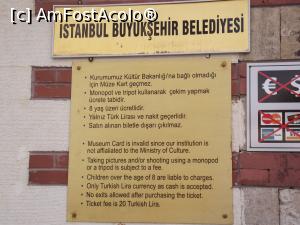 [c] AmFostAcolo®
İSTANBUL BÜYÜKŞEHİR BELEDİYESİ
• Kurumumuz Kültür Bakanlığı'na bağlı olmadığı
için Müze Kart geçmez.
• Monopot ve tripot kullanarak çekim yapmak
ücrete tabidir.
• 8 yaş üzeri ücretlidir.
• Yalnız Türk Lirası ve nakit geçerlidir.
• Satın alınan biletle dışarı çıkılmaz.
• Museum Card is invalid since our institution is
not affialiated to the Ministry of Culture.
• Taking pictures and/or shooting using a monopod
or a tripod is subject to a fee.
• Children over the age of 8 are liable to charges.
• Only Turkish Lira currency as cash is accepted.
• No exits allowed after purchasing the ticket.
• Ticket fee is 20 Turkish Lira.
€ $